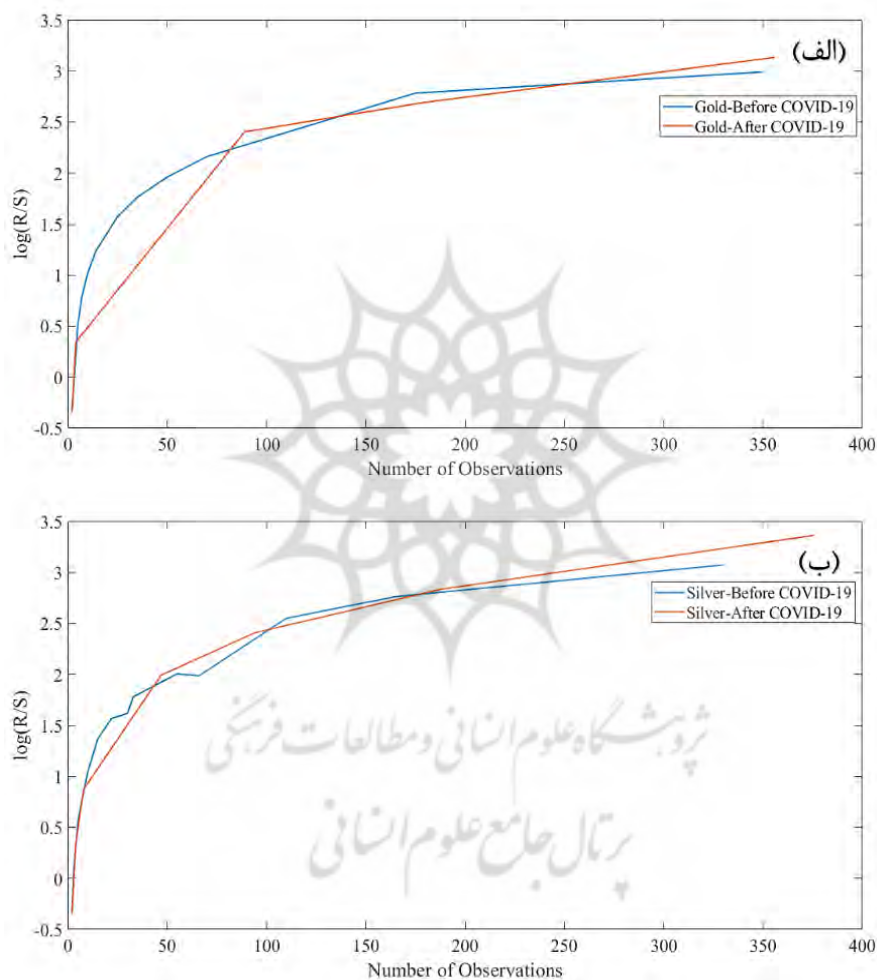 3.5
3
2.5
2
1.5
1
0.5
0
-0.5
log(R/S)
(الف)
Gold-Before COVID-19
Gold-After COVID-19
0 50 100 150 200 250 300 350 400
Number of Observations
3.5
3
2.5
2
1.5
1
0.5
0
-0.5
log(R/S)
(ب)
Silver-Before COVID-19
Silver-After COVID-19
پژوهشگاه علوم انسانی و مطالعات فرهنگی
پرتال جامع علوم انسانی
0 50 100 150 200 250 300 350 400
Number of Observations